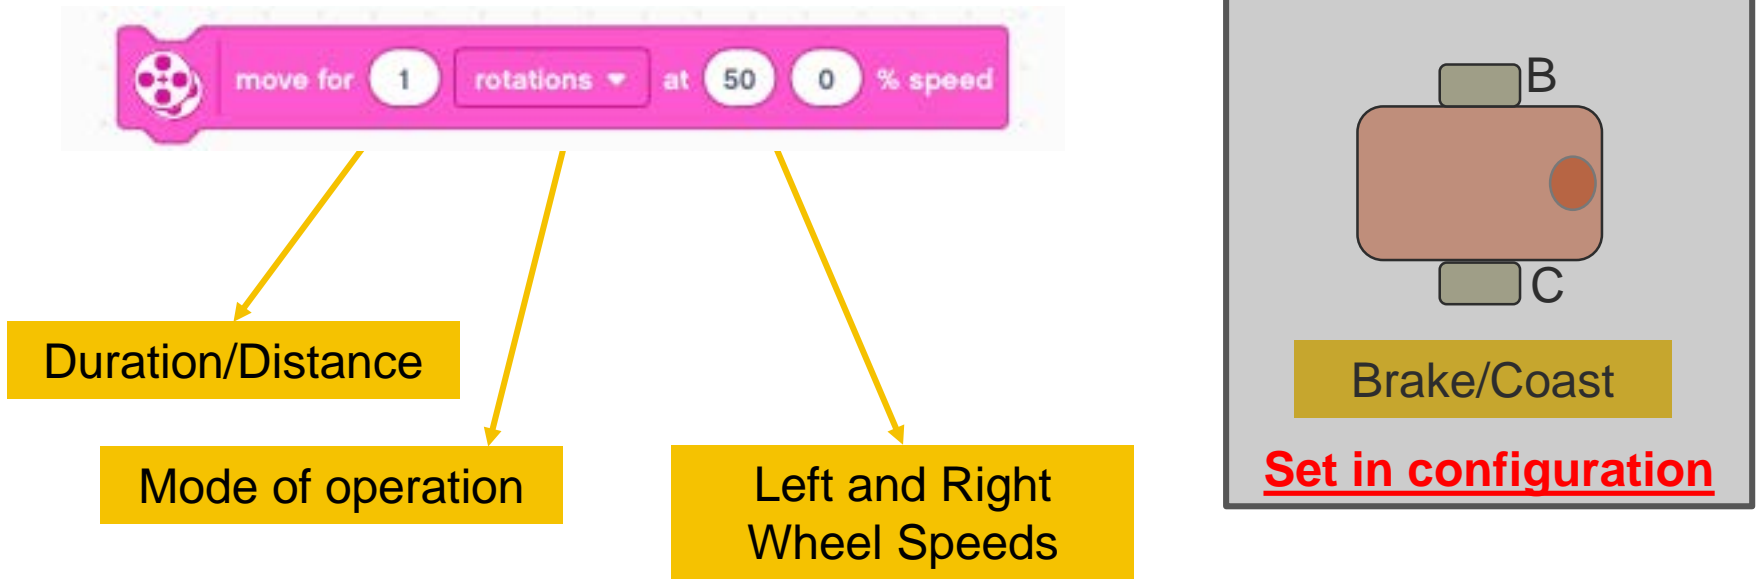 move for 1 rotations at 50 0 % speed
B
C
Duration/Distance
Mode of operation
Left and Right
Wheel Speeds
Brake/Coast
Set in configuration